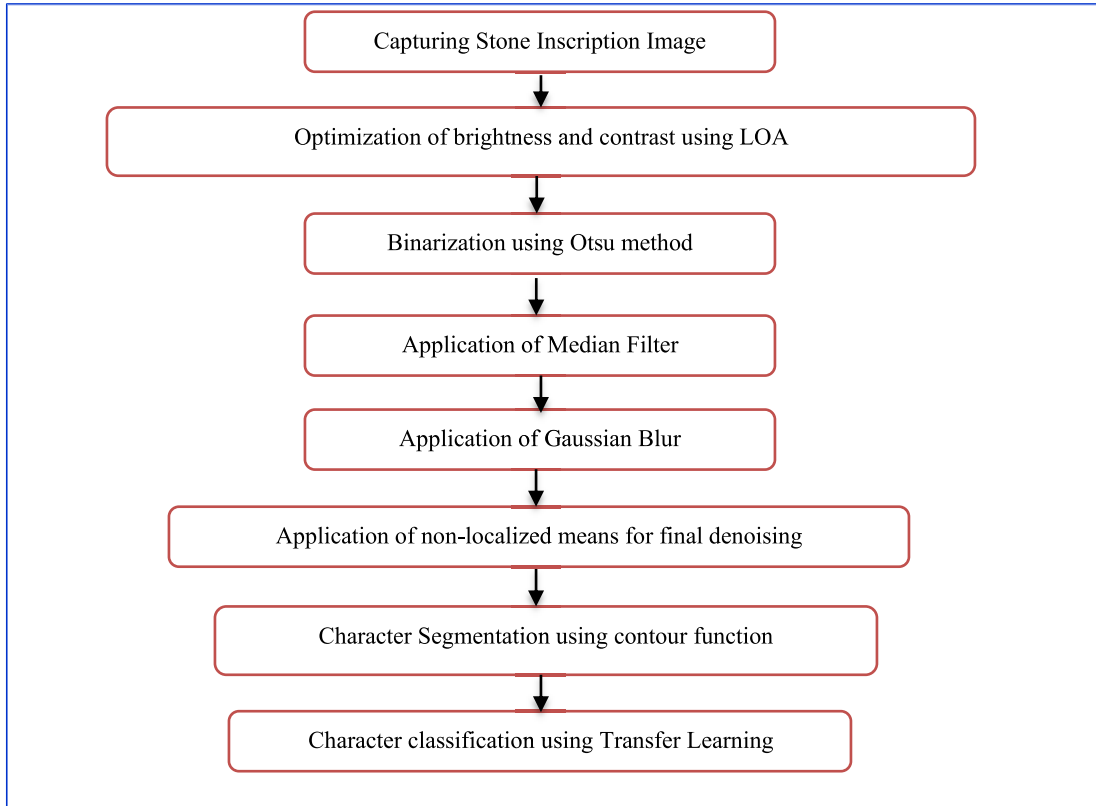 Capturing Stone Inscription Image
Optimization of brightness and contrast using LOA
Binarization using Otsu method
Application of Median Filter
Application of Gaussian Blur
Application of non-localized means for final denoising
Character Segmentation using contour function
Character classification using Transfer Learning